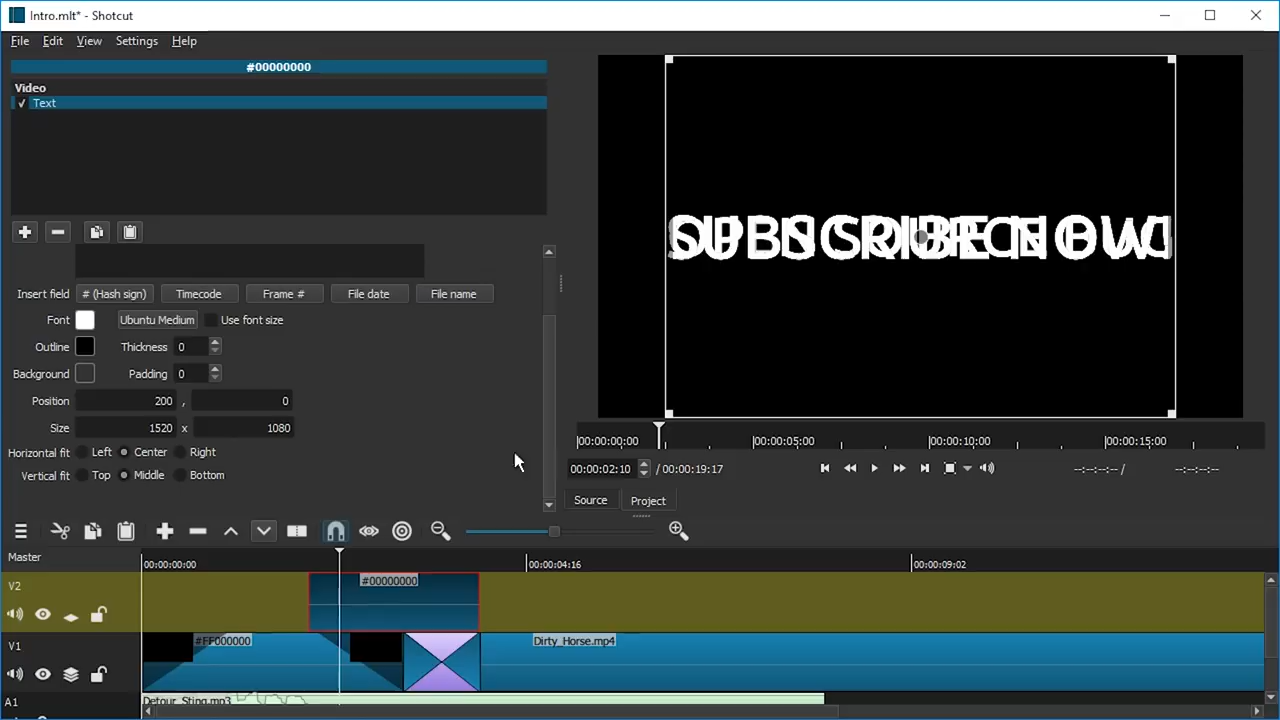 Intro.mlt* - Shotcut
File Edit View Settings Help
#00000000
Video
✓ Text
Insert field # (Hash sign) Timecode Frame # File date File name
Font Ubuntu Medium Use font size
Outline Thickness 0
Background Padding 0
Position 200 , 0
Size 1520 x 1080
Horizontal fit Left Center Right
Vertical fit Top Middle Bottom
SUBSCRIBE NOW
00:00:00:00 00:00:05:00 00:00:10:00 00:00:15:00
00:00:02:10 / 00:00:19:17 --:--:--:-- / --:--:--:--
Source Project
Master
00:00:00:00 00:00:04:16 00:00:09:02
V2
#00000000
V1
#FF000000 Dirty_Horse.mp4
A1
Detour_Sting.mp3